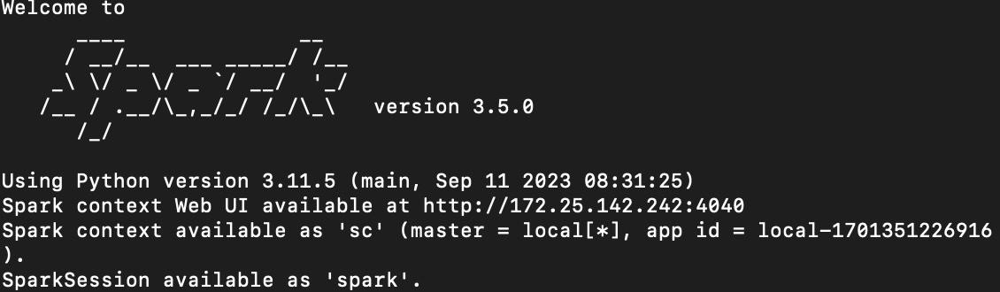 Welcome to
      ____              __
     / __/__  ___ _____/ /__
    _\ \/ _ \/ _ `/ __/  '_/
   /__ / .__/\_,_/_/ /_/\_\   version 3.5.0
      /_/
Using Python version 3.11.5 (main, Sep 11 2023 08:31:25)
Spark context Web UI available at http://172.25.142.242:4040
Spark context available as 'sc' (master = local[*], app id = local-1701351226916
).
SparkSession available as 'spark'.